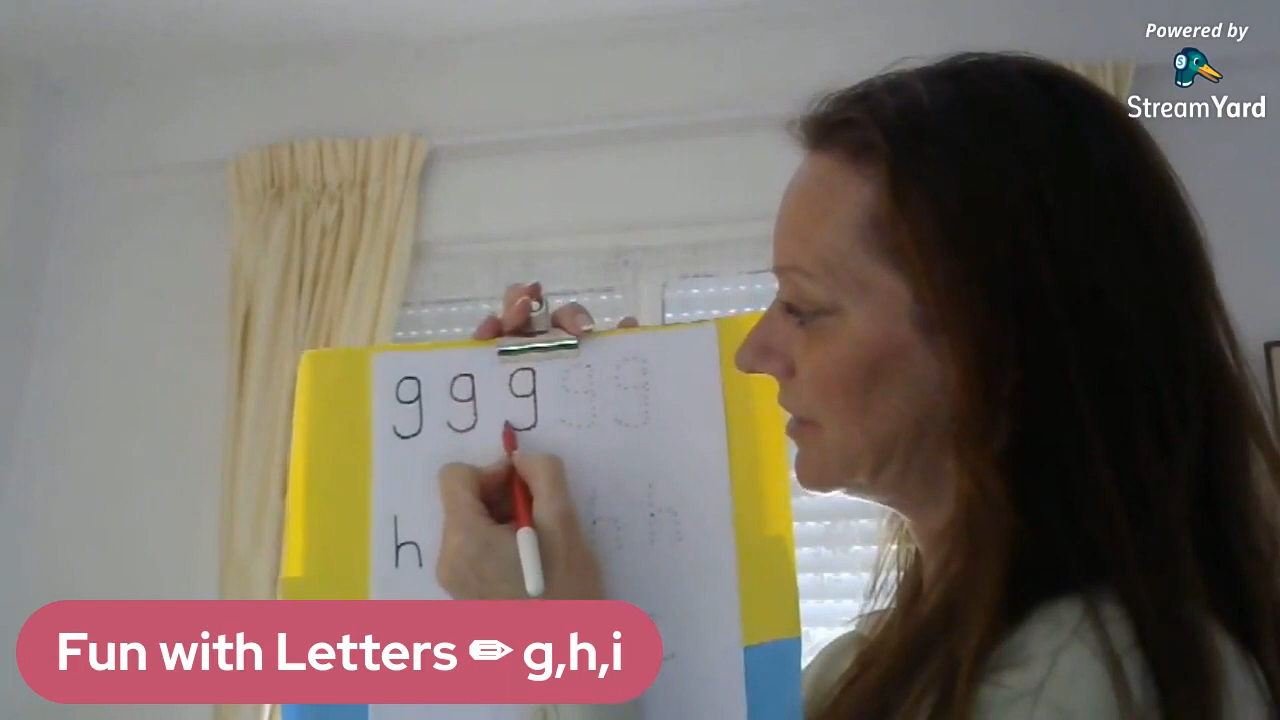 Powered by
StreamYard
g g g g g
h h h
Fun with Letters ✏ g,h,i